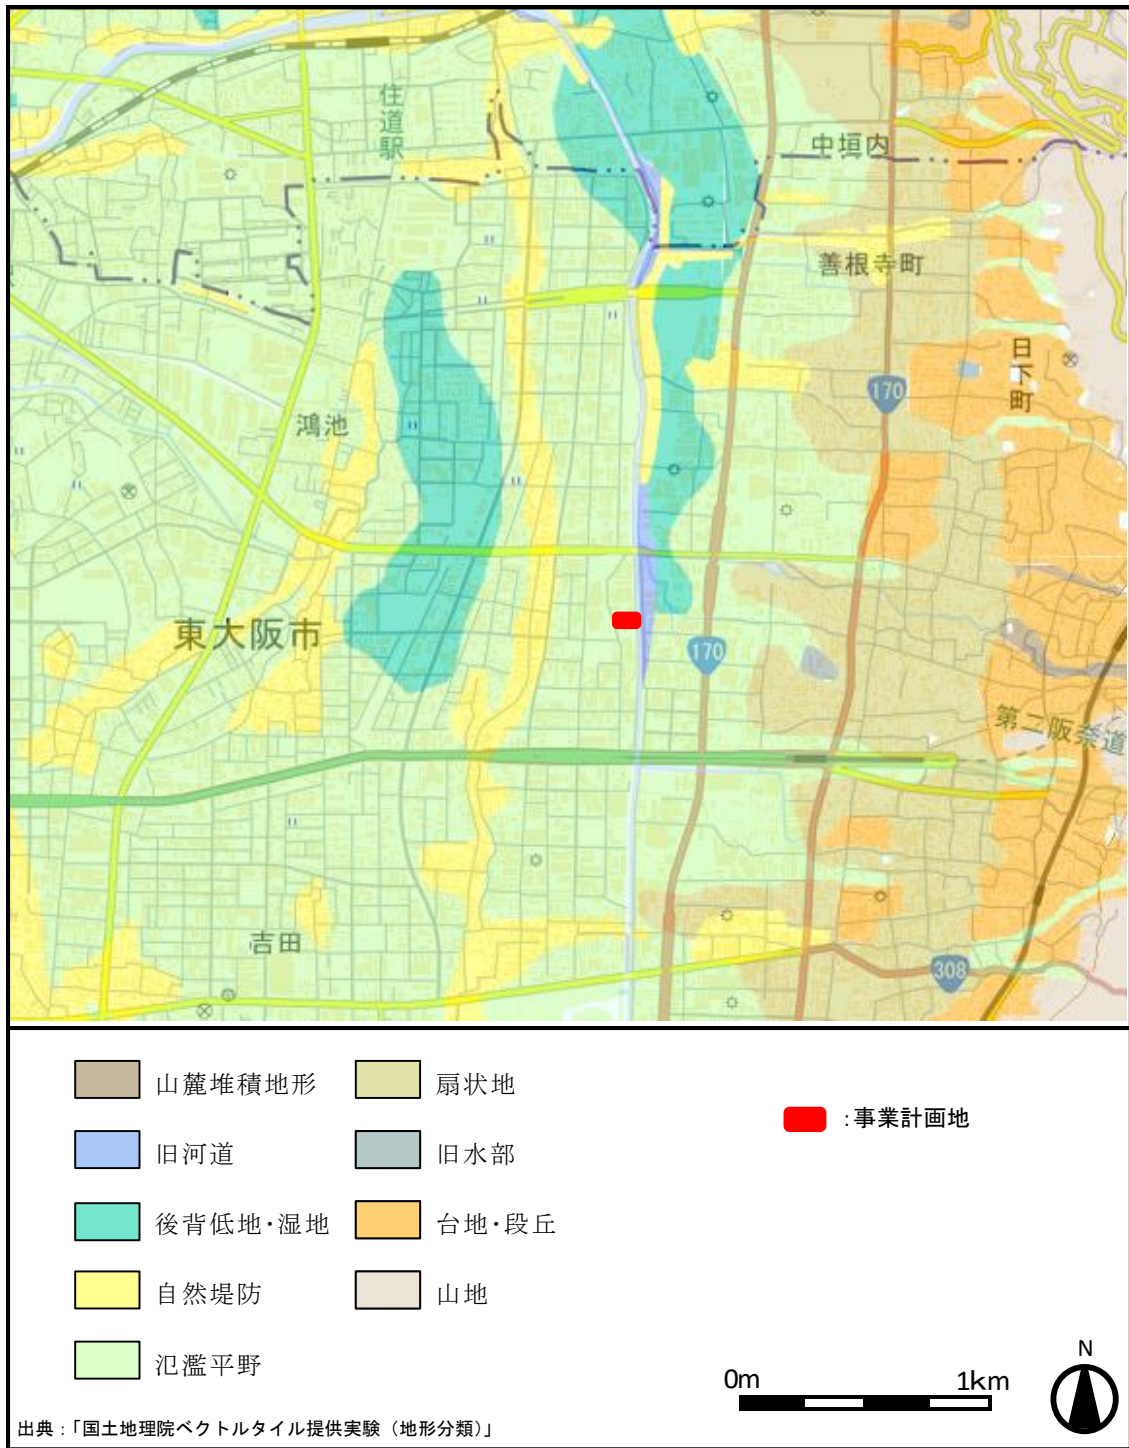 住道駅
中垣内
善根寺町
日下町
170
鴻池
東大阪市
170
第二阪奈道
吉田
308
山麓堆積地形
扇状地
:事業計画地
旧河道
旧水部
後背低地・湿地
台地・段丘
自然堤防
山地
氾濫平野
N
0m
1km
出典：「国土地理院ベクトルタイル提供実験（地形分類）」